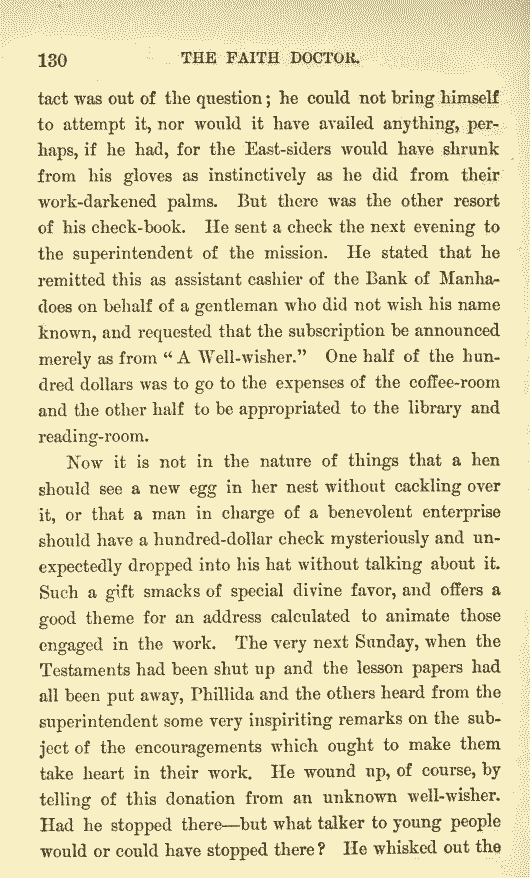 130 THE FAITH DOCTOR.
tact was out of the question; he could not bring himself
to attempt it, nor would it have availed anything, per-
haps, if he had, for the East-siders would have shrunk
from his gloves as instinctively as he did from their
work-darkened palms. But there was the other resort
of his check-book. He sent a check the next evening to
the superintendent of the mission. He stated that he
remitted this as assistant cashier of the Bank of Manha-
does on behalf of a gentleman who did not wish his name
known, and requested that the subscription be announced
merely as from “A Well-wisher.” One half of the hun-
dred dollars was to go to the expenses of the coffee-room
and the other half to be appropriated to the library and
reading-room.
Now it is not in the nature of things that a hen
should see a new egg in her nest without cackling over
it, or that a man in charge of a benevolent enterprise
should have a hundred-dollar check mysteriously and un-
expectedly dropped into his hat without talking about it.
Such a gift smacks of special divine favor, and offers a
good theme for an address calculated to animate those
engaged in the work. The very next Sunday, when the
Testaments had been shut up and the lesson papers had
all been put away, Phillida and the others heard from the
superintendent some very inspiriting remarks on the sub-
ject of the encouragements which ought to make them
take heart in their work. He wound up, of course, by
telling of this donation from an unknown well-wisher.
Had he stopped there—but what talker to young people
would or could have stopped there? He whisked out the